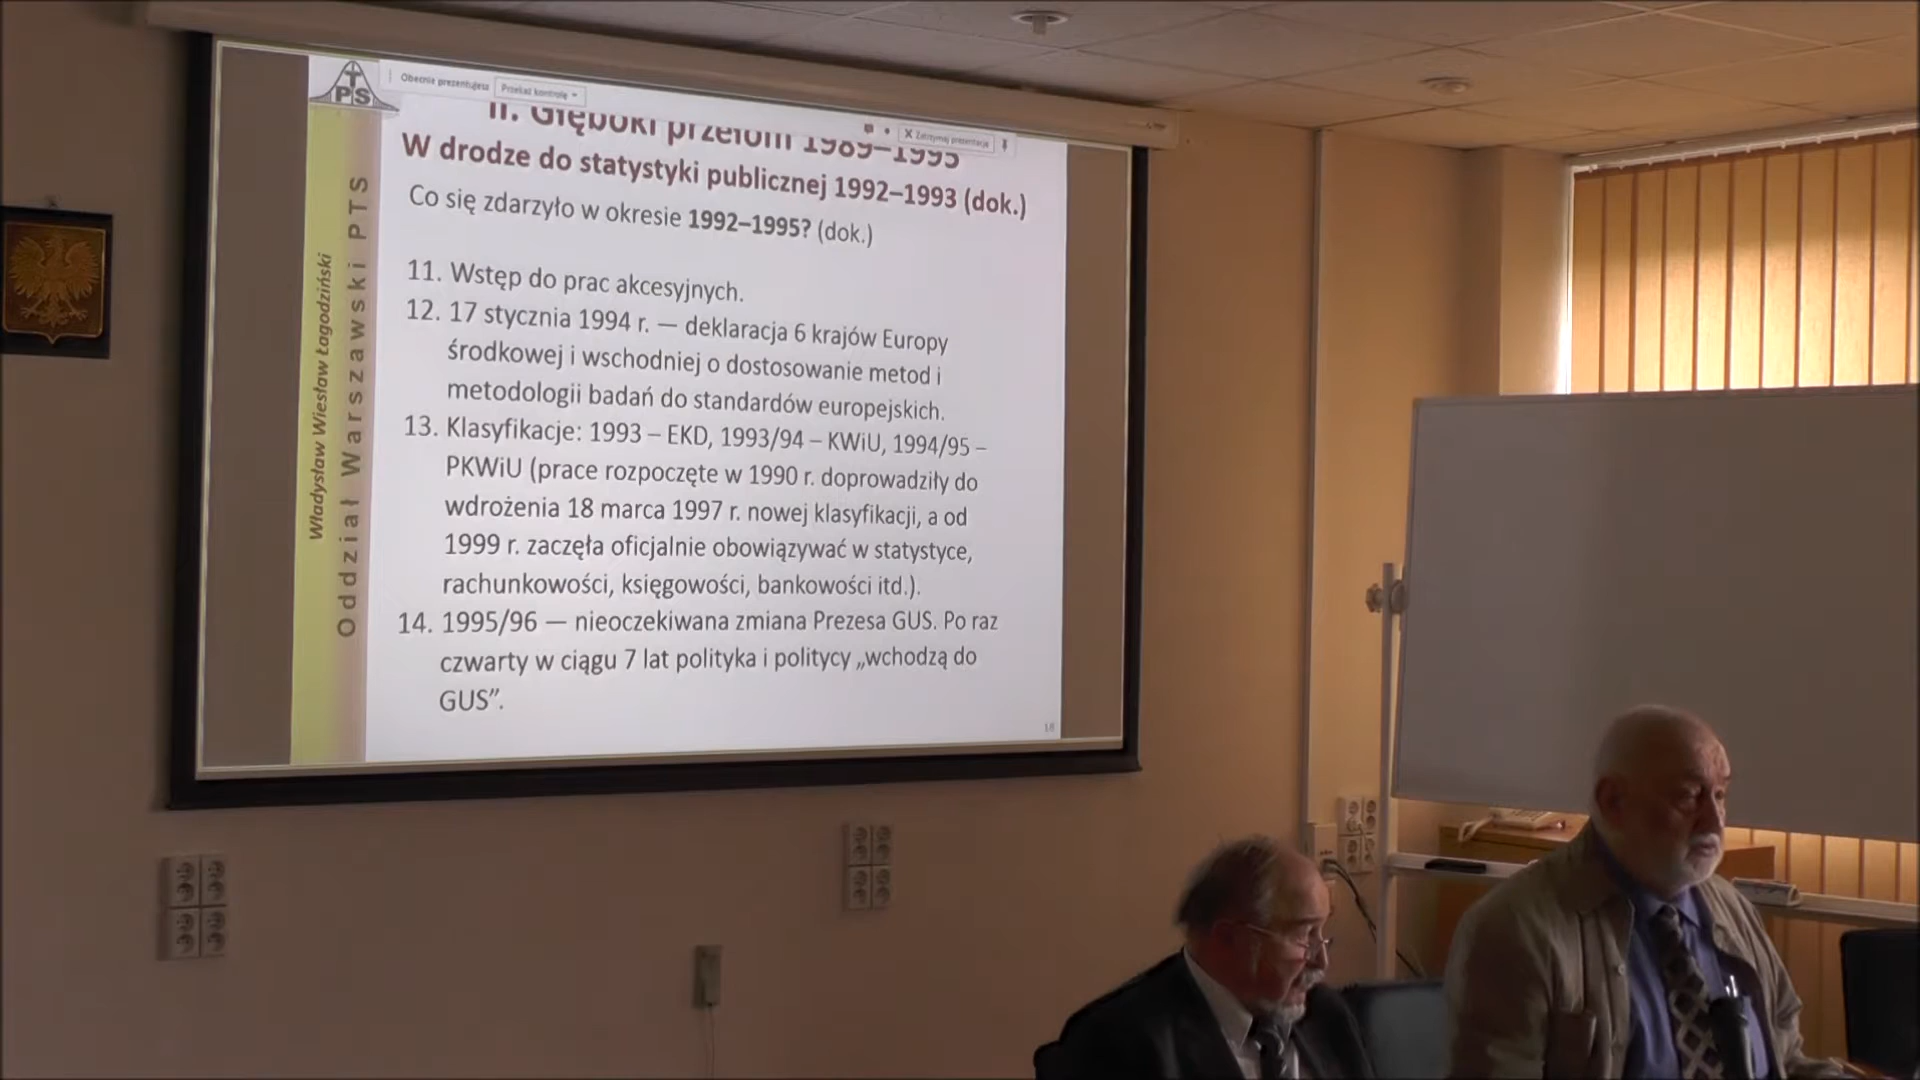 PTS
Obecnie prezentujesz
Przekaż kontrolę
Zatrzymaj prezentację
II. Głęboki przełom 1989–1995
W drodze do statystyki publicznej 1992–1993 (dok.)
Co się zdarzyło w okresie 1992–1995? (dok.)
11. Wstęp do prac akcesyjnych.
12. 17 stycznia 1994 r. — deklaracja 6 krajów Europy
środkowej i wschodniej o dostosowanie metod i
metodologii badań do standardów europejskich.
13. Klasyfikacje: 1993 – EKD, 1993/94 – KWiU, 1994/95 –
PKWiU (prace rozpoczęte w 1990 r. doprowadziły do
wdrożenia 18 marca 1997 r. nowej klasyfikacji, a od
1999 r. zaczęła oficjalnie obowiązywać w statystyce,
rachunkowości, księgowości, bankowości itd.).
14. 1995/96 — nieoczekiwana zmiana Prezesa GUS. Po raz
czwarty w ciągu 7 lat polityka i politycy „wchodzą do
GUS”.
18
Władysław Wiesław Łagodziński
Oddział Warszawski PTS